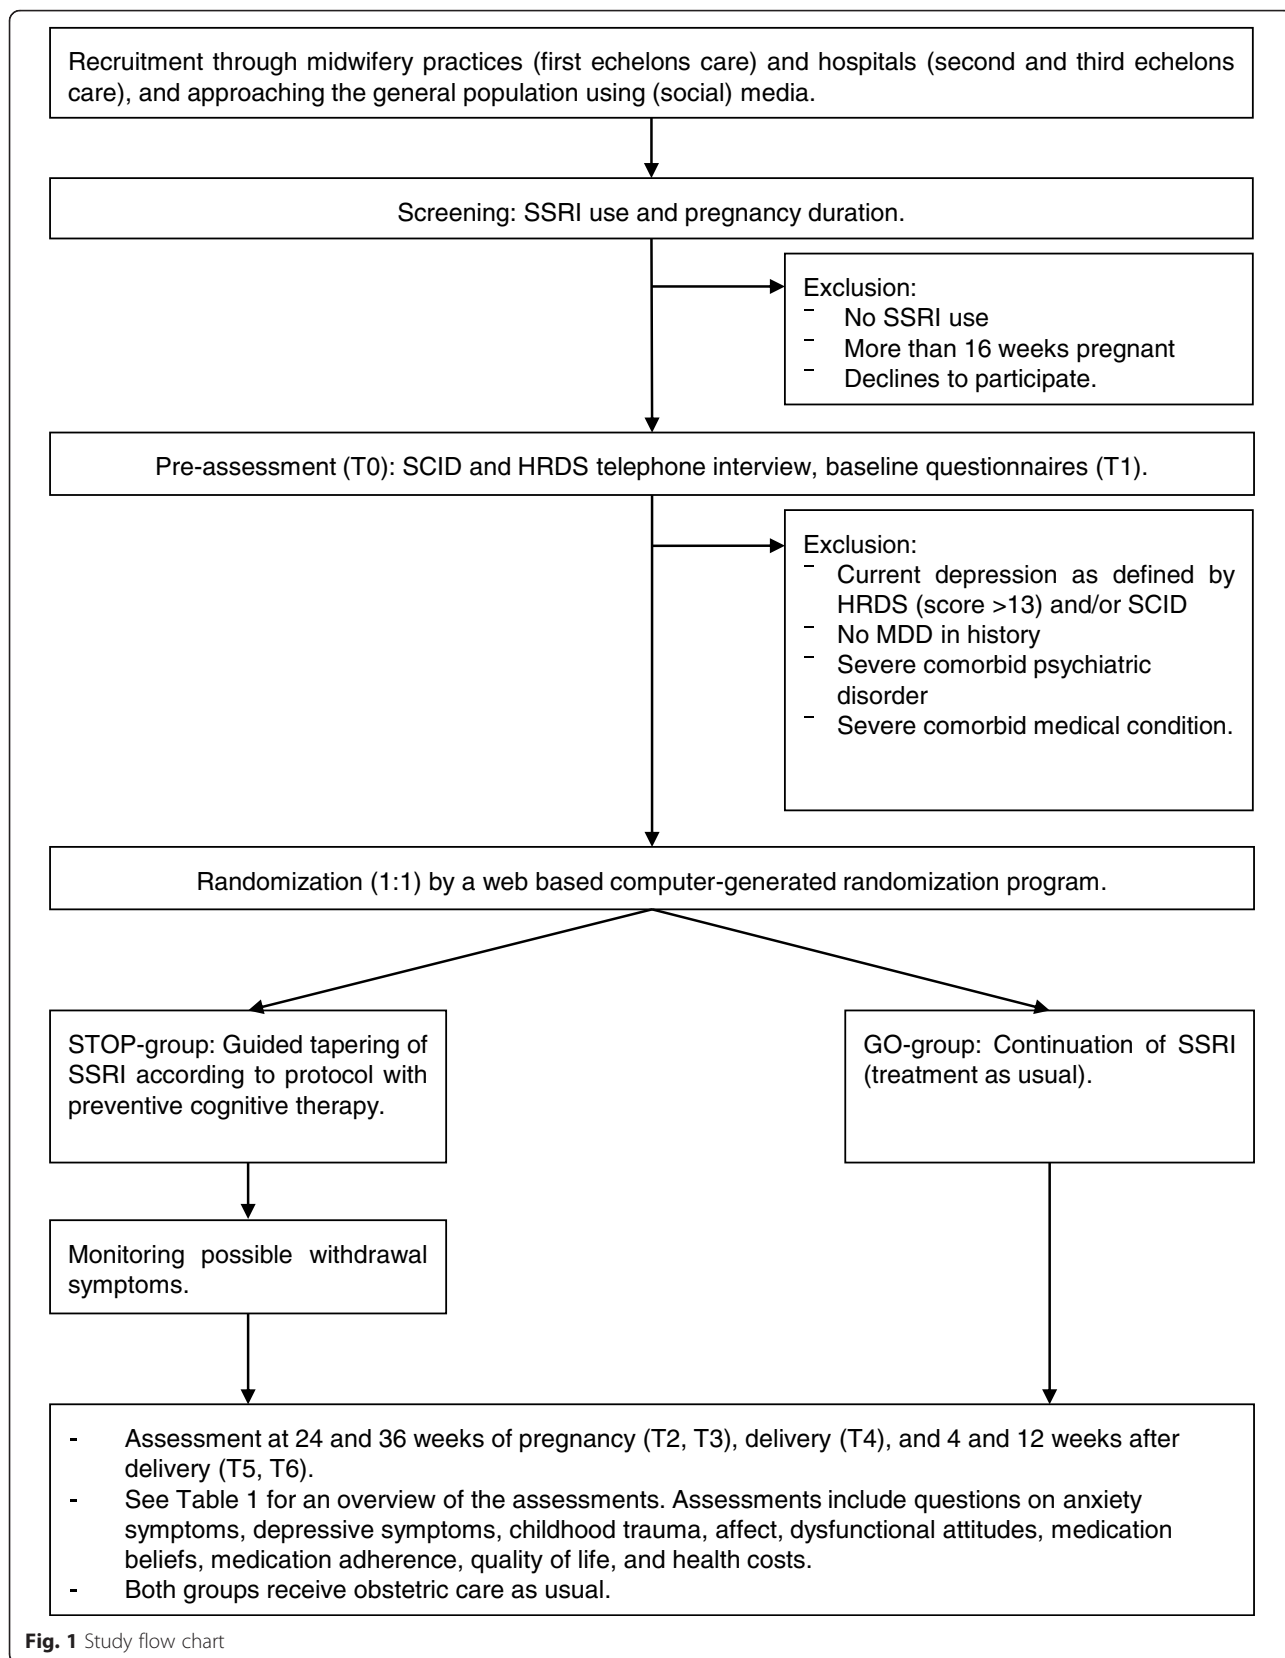 Recruitment through midwifery practices (first echelons care) and hospitals (second and third echelons
care), and approaching the general population using (social) media.
Screening: SSRI use and pregnancy duration.
Exclusion:
- No SSRI use
- More than 16 weeks pregnant
- Declines to participate.
Pre-assessment (T0): SCID and HRDS telephone interview, baseline questionnaires (T1).
Exclusion:
- Current depression as defined by
HRDS (score >13) and/or SCID
- No MDD in history
- Severe comorbid psychiatric
disorder
- Severe comorbid medical condition.
Randomization (1:1) by a web based computer-generated randomization program.
STOP-group: Guided tapering of
SSRI according to protocol with
preventive cognitive therapy.
GO-group: Continuation of SSRI
(treatment as usual).
Monitoring possible withdrawal
symptoms.
- Assessment at 24 and 36 weeks of pregnancy (T2, T3), delivery (T4), and 4 and 12 weeks after
delivery (T5, T6).
- See Table 1 for an overview of the assessments. Assessments include questions on anxiety
symptoms, depressive symptoms, childhood trauma, affect, dysfunctional attitudes, medication
beliefs, medication adherence, quality of life, and health costs.
- Both groups receive obstetric care as usual.
Fig. 1 Study flow chart